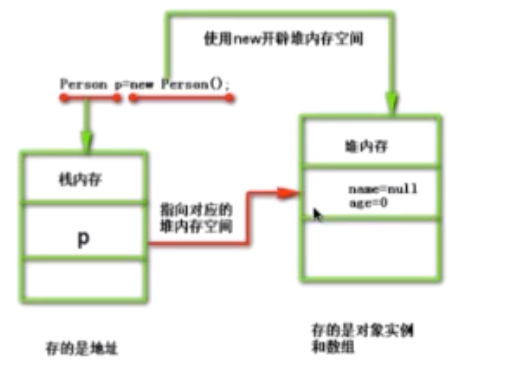 使用new开辟堆内存空间
Person p=new Person();
栈内存
堆内存
name=null
age=0
指向对应的
堆内存空间
p
存的是地址
存的是对象实例
和数组